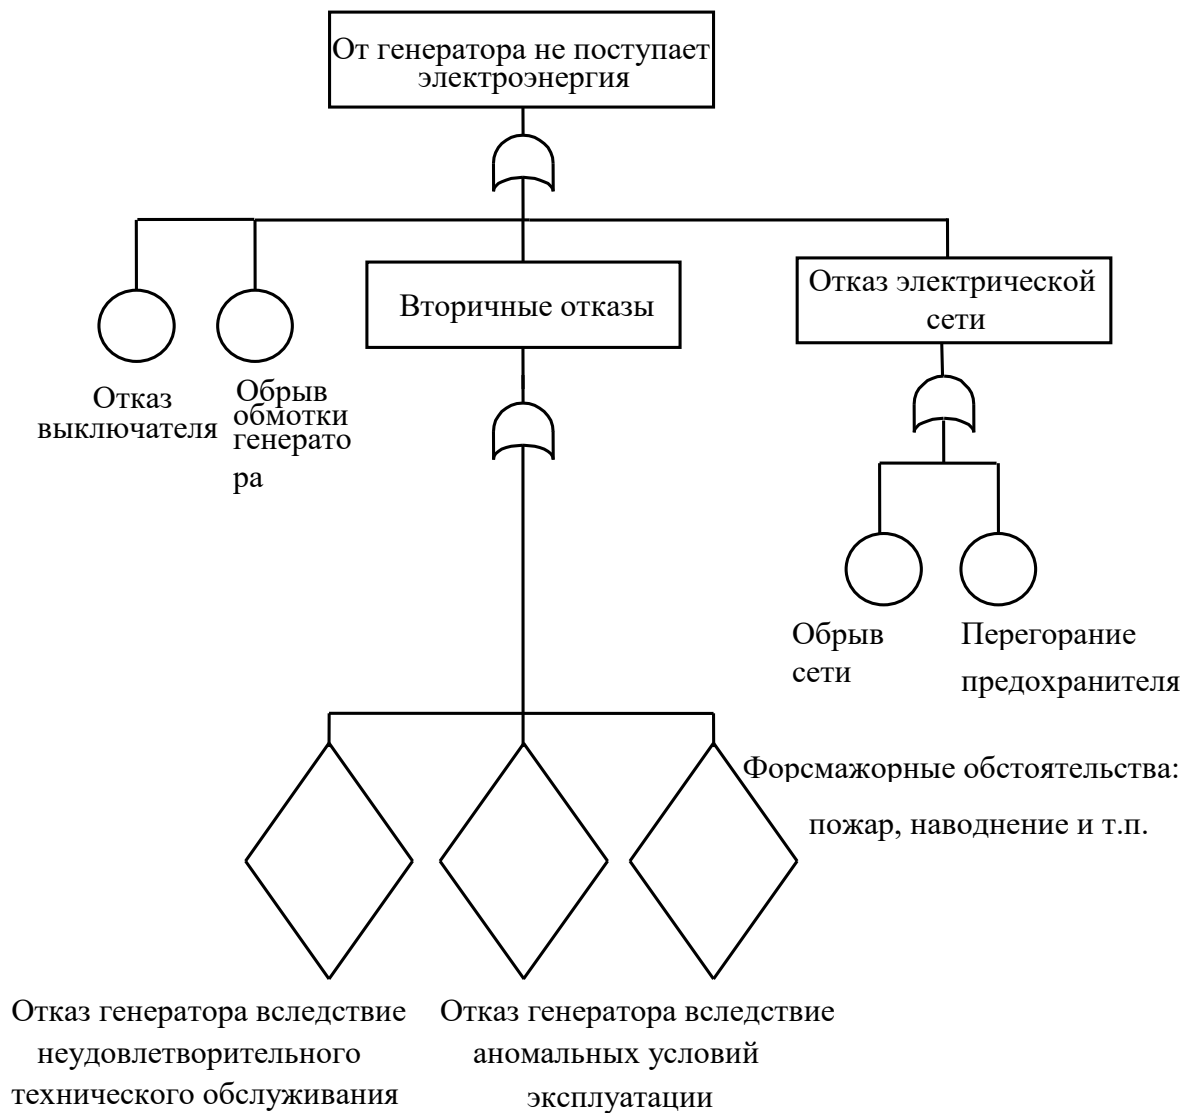 От генератора не поступает
электроэнергия
Вторичные отказы
Отказ электрической
сети
Отказ
выключателя
Обрыв
обмотки
генерато
ра
Обрыв
сети
Перегорание
предохранителя
Форсмажорные обстоятельства:
пожар, наводнение и т.п.
Отказ генератора вследствие
неудовлетворительного
технического обслуживания
Отказ генератора вследствие
аномальных условий
эксплуатации